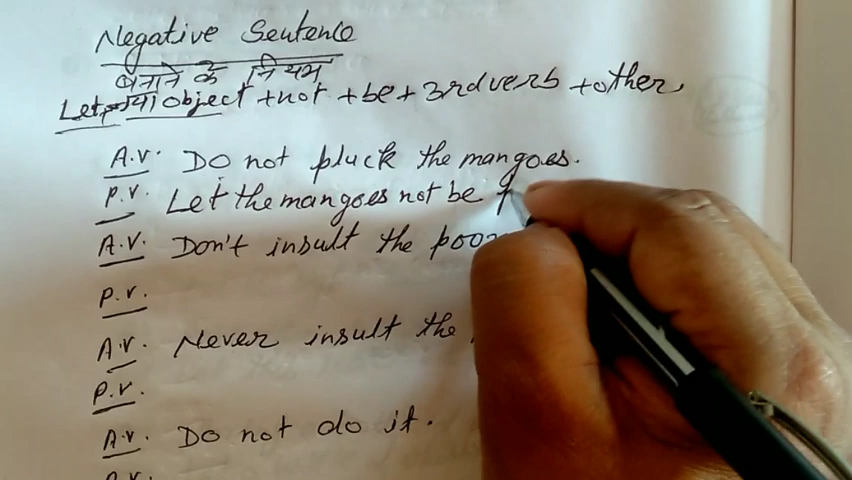 Negative Sentence
बनाने के नियम
Let, या object + not + be + 3rd verb + other.
A.V. Do not pluck the mangoes.
P.V. Let the mangoes not be p
A.V. Don't insult the poor
P.V.
A.V. Never insult the
P.V.
A.V. Do not do it.
P.V.